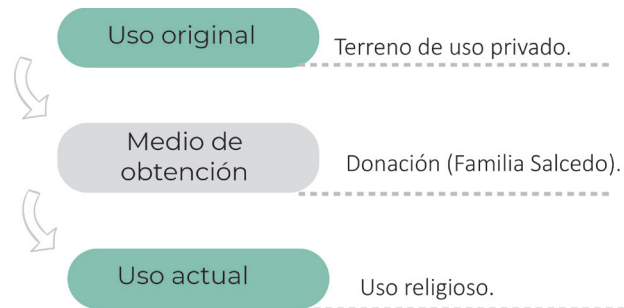 Uso original
Terreno de uso privado.
Medio de
obtención
Donación (Familia Salcedo).
Uso actual
Uso religioso.